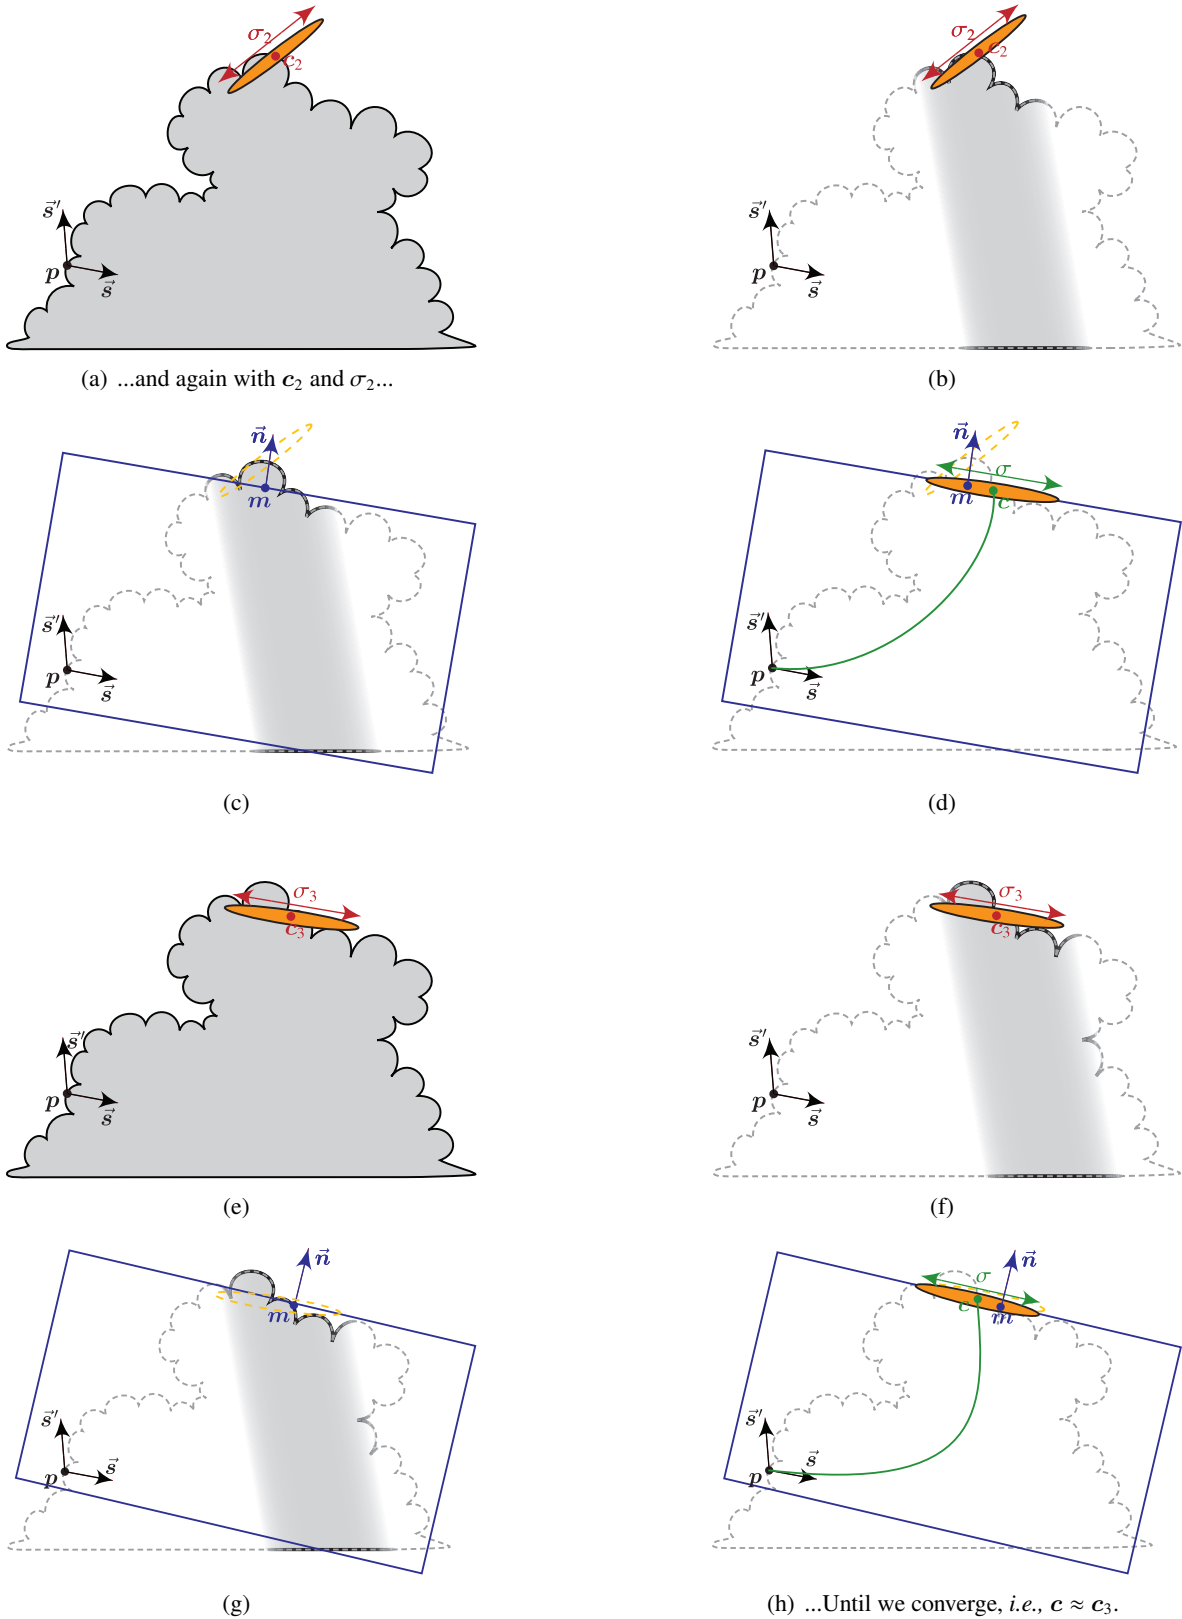 σ₂
c₂
s⃗′
p
s⃗
(a) ...and again with c₂ and σ₂...
σ₂
c₂
s⃗′
p
s⃗
(b)
n⃗
m
s⃗′
p
s⃗
(c)
n⃗
σ
m
c
s⃗′
p
s⃗
(d)
σ₃
c₃
s⃗′
p
s⃗
(e)
σ₃
c₃
s⃗′
p
s⃗
(f)
n⃗
m
s⃗′
p
s⃗
(g)
n⃗
σ
c
m
s⃗′
p
s⃗
(h) ...Until we converge, i.e., c ≈ c₃.